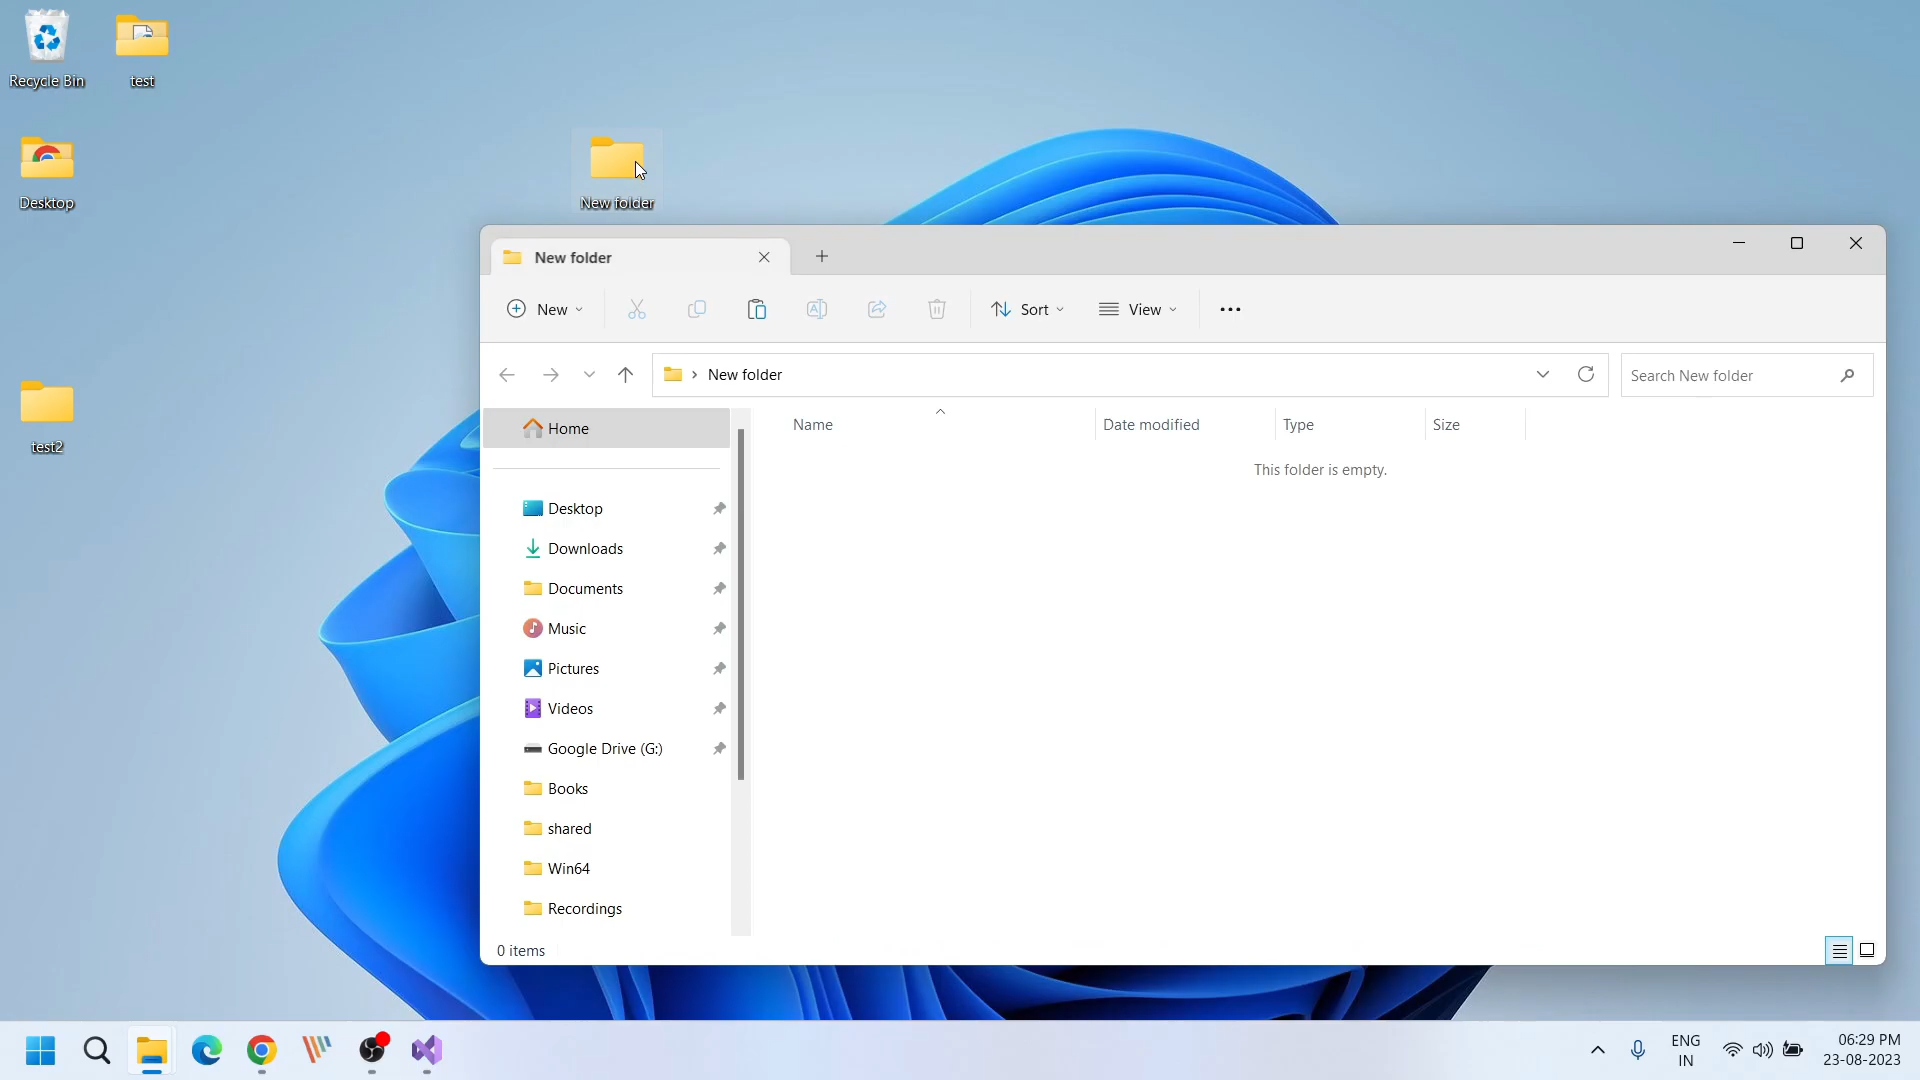 Recycle Bin
test
Desktop
New folder
test2
New folder
New
Sort
View
New folder
Search New folder
Home
Name
Date modified
Type
Size
This folder is empty.
Desktop
Downloads
Documents
Music
Pictures
Videos
Google Drive (G:)
Books
shared
Win64
Recordings
0 items
ENG
IN
06:29 PM
23-08-2023